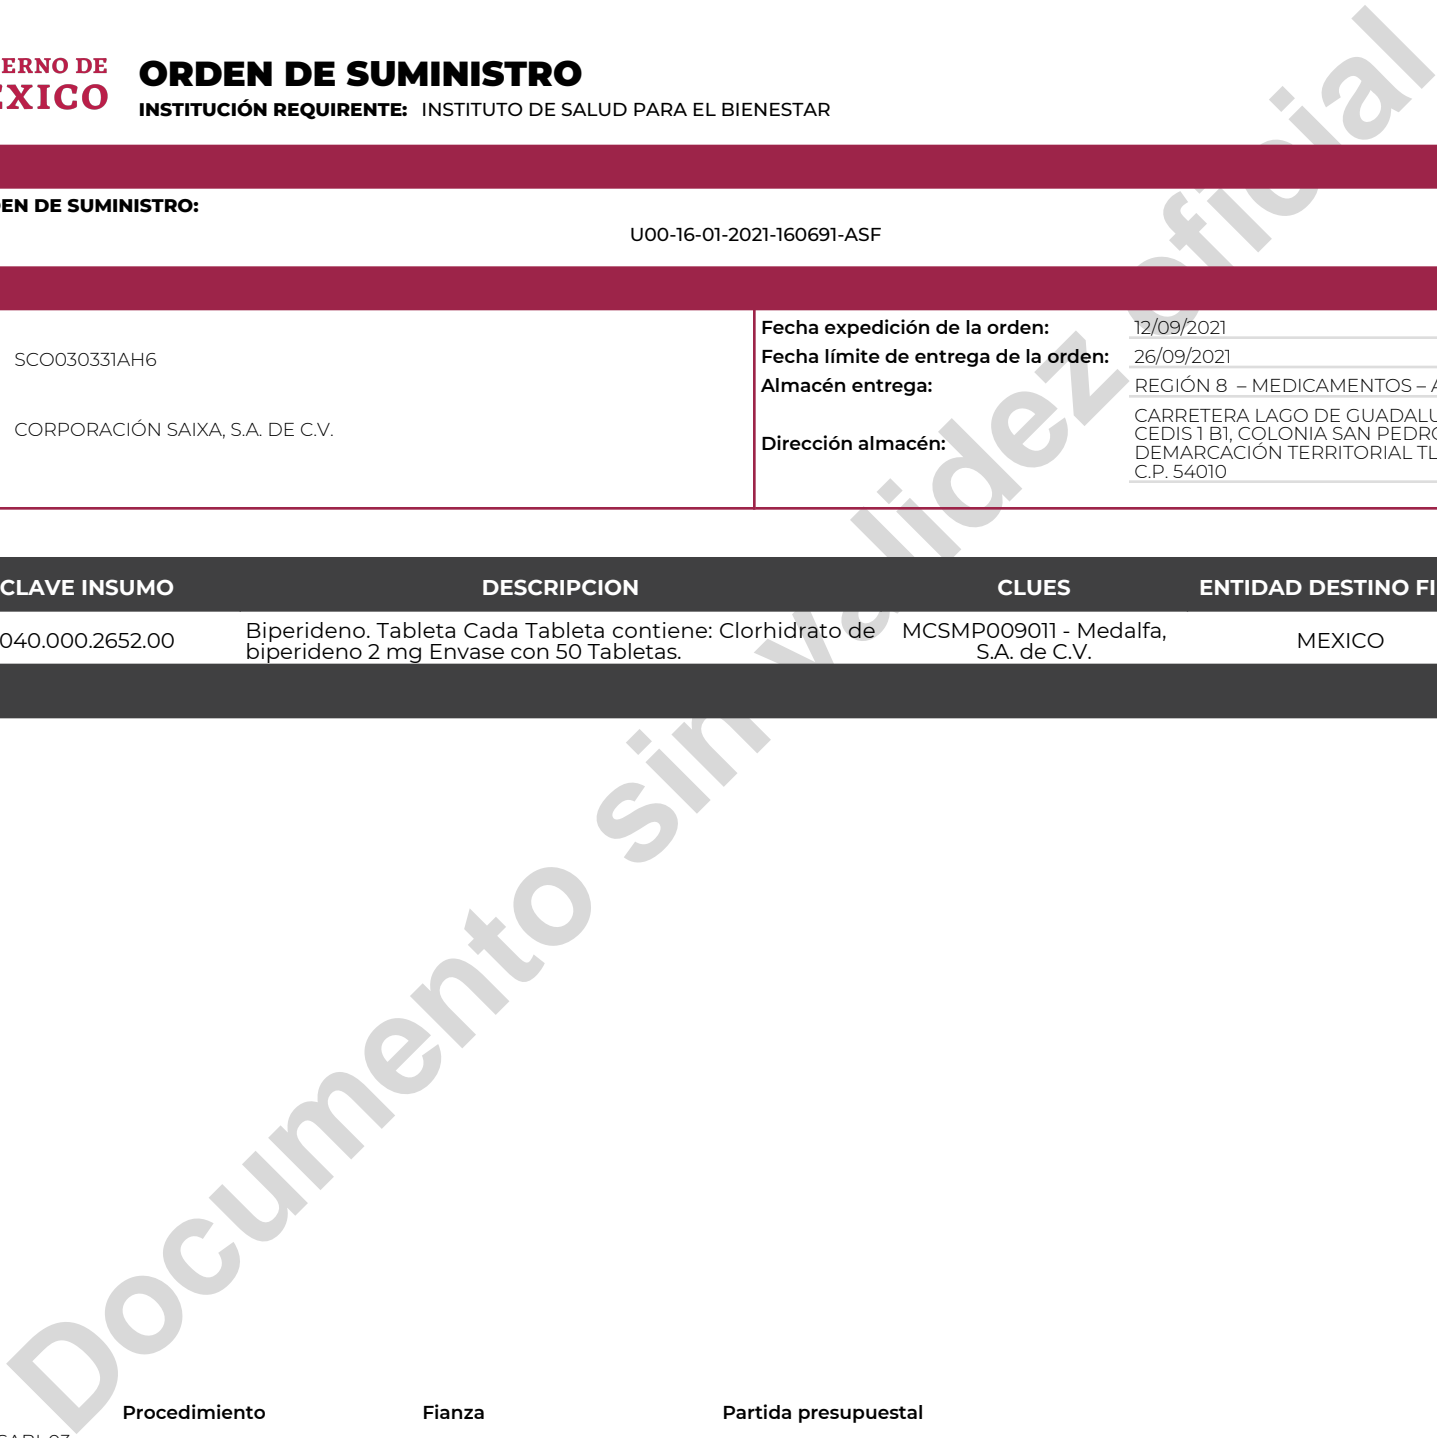 ERNO DE
EXICO
ORDEN DE SUMINISTRO
INSTITUCIÓN REQUIRENTE: INSTITUTO DE SALUD PARA EL BIENESTAR
EN DE SUMINISTRO:
U00-16-01-2021-160691-ASF
SCO030331AH6
CORPORACIÓN SAIXA, S.A. DE C.V.
Fecha expedición de la orden: 12/09/2021
Fecha límite de entrega de la orden: 26/09/2021
Almacén entrega: REGIÓN 8 – MEDICAMENTOS – A
Dirección almacén:
CARRETERA LAGO DE GUADALU
CEDIS 1 B1, COLONIA SAN PEDRO
DEMARCACIÓN TERRITORIAL TL
C.P. 54010
CLAVE INSUMO DESCRIPCION CLUES ENTIDAD DESTINO FI
040.000.2652.00
Biperideno. Tableta Cada Tableta contiene: Clorhidrato de
biperideno 2 mg Envase con 50 Tabletas.
MCSMP009011 - Medalfa,
S.A. de C.V.
MEXICO
Documento sin validez oficial
Procedimiento Fianza Partida presupuestal